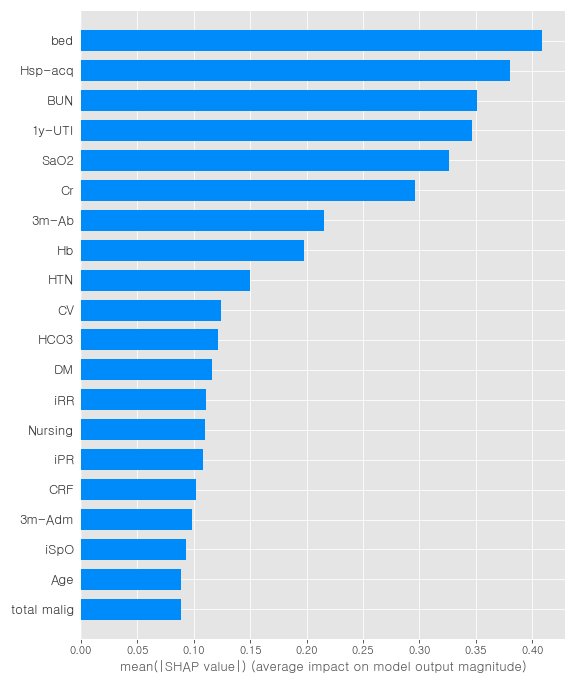 bed
Hsp-acq
BUN
1y-UTI
SaO2
Cr
3m-Ab
Hb
HTN
CV
HCO3
DM
iRR
Nursing
iPR
CRF
3m-Adm
iSpO
Age
total malig
0.00 0.05 0.10 0.15 0.20 0.25 0.30 0.35 0.40
mean(|SHAP value|) (average impact on model output magnitude)